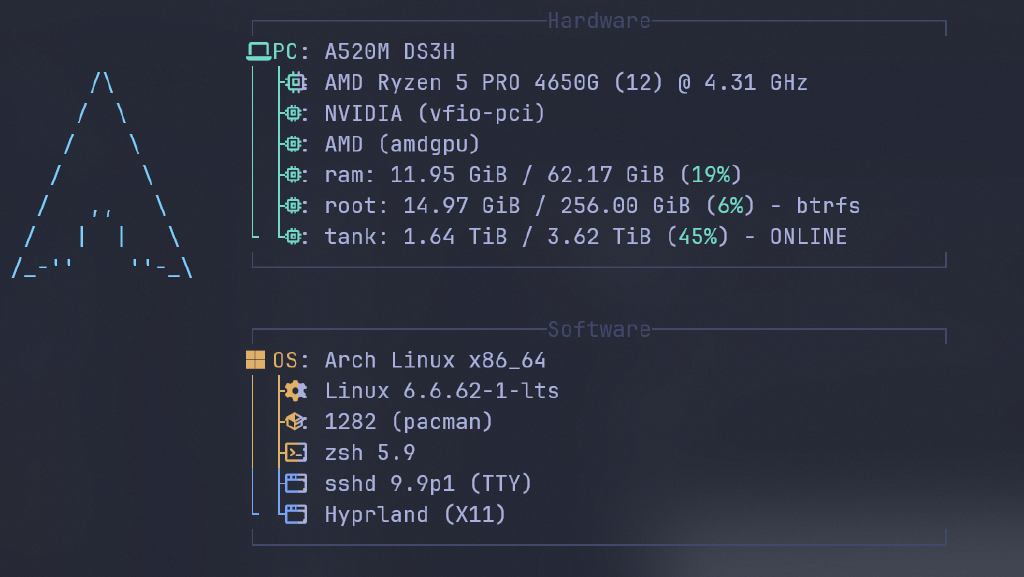 Hardware
PC: A520M DS3H
: AMD Ryzen 5 PRO 4650G (12) @ 4.31 GHz
: NVIDIA (vfio-pci)
: AMD (amdgpu)
: ram: 11.95 GiB / 62.17 GiB (19%)
: root: 14.97 GiB / 256.00 GiB (6%) - btrfs
: tank: 1.64 TiB / 3.62 TiB (45%) - ONLINE
Software
OS: Arch Linux x86_64
Linux 6.6.62-1-lts
: 1282 (pacman)
zsh 5.9
sshd 9.9p1 (TTY)
Hyprland (X11)